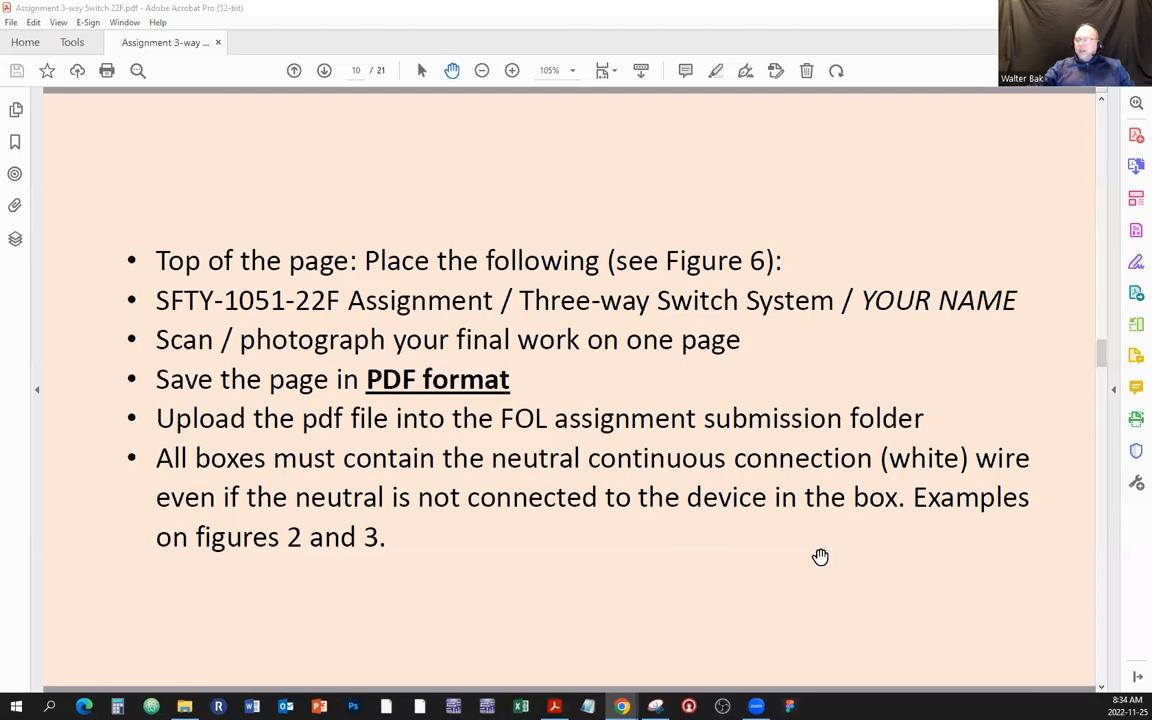 Assignment 3-way Switch 22F.pdf - Adobe Acrobat Pro (32-bit)
File Edit View E-Sign Window Help
Home Tools Assignment 3-way ... ×
10 / 21 105%
Walter Bak
• Top of the page: Place the following (see Figure 6):
• SFTY-1051-22F Assignment / Three-way Switch System / YOUR NAME
• Scan / photograph your final work on one page
• Save the page in PDF format
• Upload the pdf file into the FOL assignment submission folder
• All boxes must contain the neutral continuous connection (white) wire
even if the neutral is not connected to the device in the box. Examples
on figures 2 and 3.
8:34 AM
2022-11-25